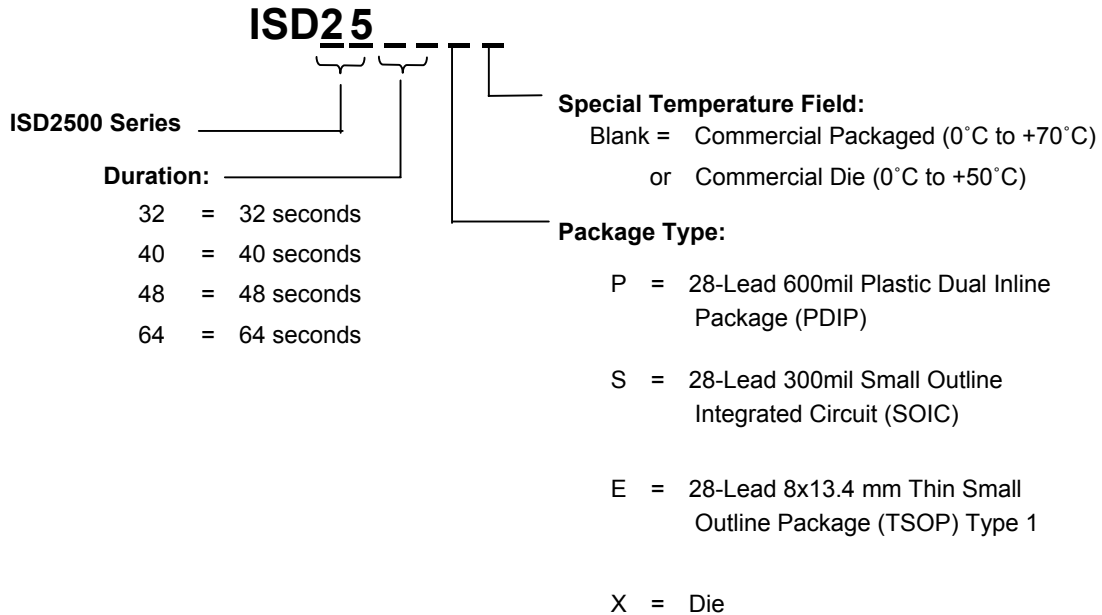 ISD25
ISD2500 Series
Duration:
32 = 32 seconds
40 = 40 seconds
48 = 48 seconds
64 = 64 seconds
Special Temperature Field:
Blank = Commercial Packaged (0˚C to +70˚C)
or Commercial Die (0˚C to +50˚C)
Package Type:
P = 28-Lead 600mil Plastic Dual Inline
Package (PDIP)
S = 28-Lead 300mil Small Outline
Integrated Circuit (SOIC)
E = 28-Lead 8x13.4 mm Thin Small
Outline Package (TSOP) Type 1
X = Die